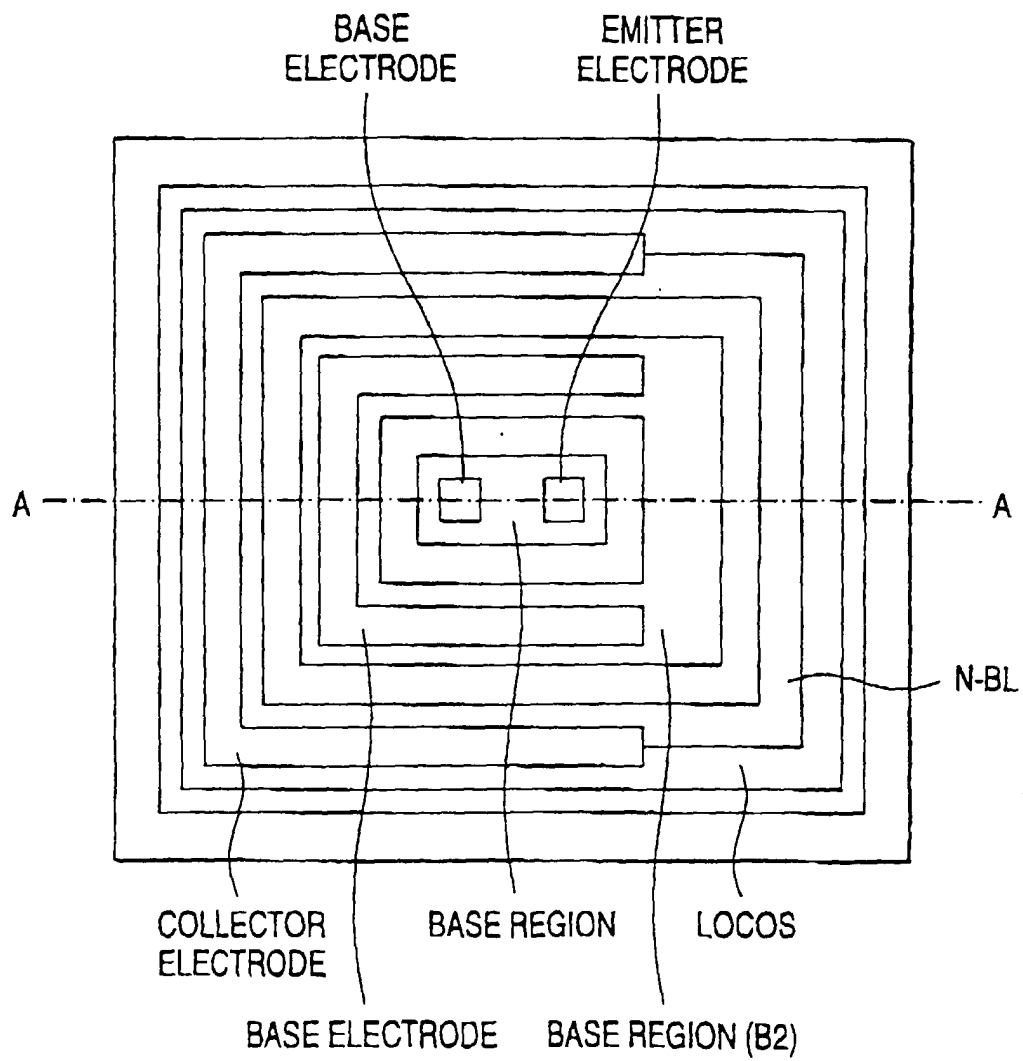 BASE
ELECTRODE
EMITTER
ELECTRODE
A
A
N-BL
COLLECTOR
ELECTRODE
BASE REGION
LOCOS
BASE ELECTRODE
BASE REGION (B2)